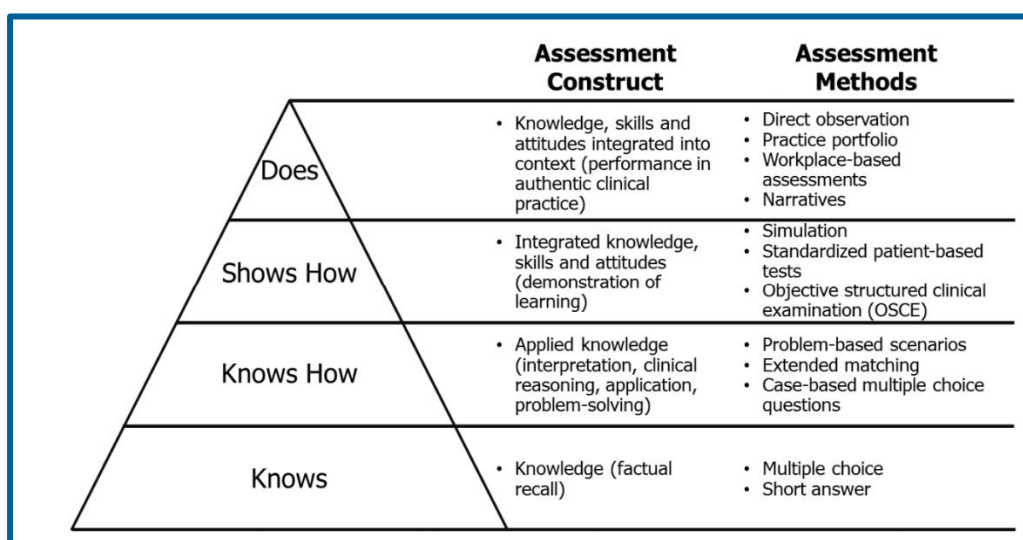 Assessment
Construct
Assessment
Methods
Does
• Knowledge, skills and
attitudes integrated into
context (performance in
authentic clinical
practice)
• Direct observation
• Practice portfolio
• Workplace-based
assessments
• Narratives
Shows How
• Integrated knowledge,
skills and attitudes
(demonstration of
learning)
• Simulation
• Standardized patient-based
tests
• Objective structured clinical
examination (OSCE)
Knows How
• Applied knowledge
(interpretation, clinical
reasoning, application,
problem-solving)
• Problem-based scenarios
• Extended matching
• Case-based multiple choice
questions
Knows
• Knowledge (factual
recall)
• Multiple choice
• Short answer